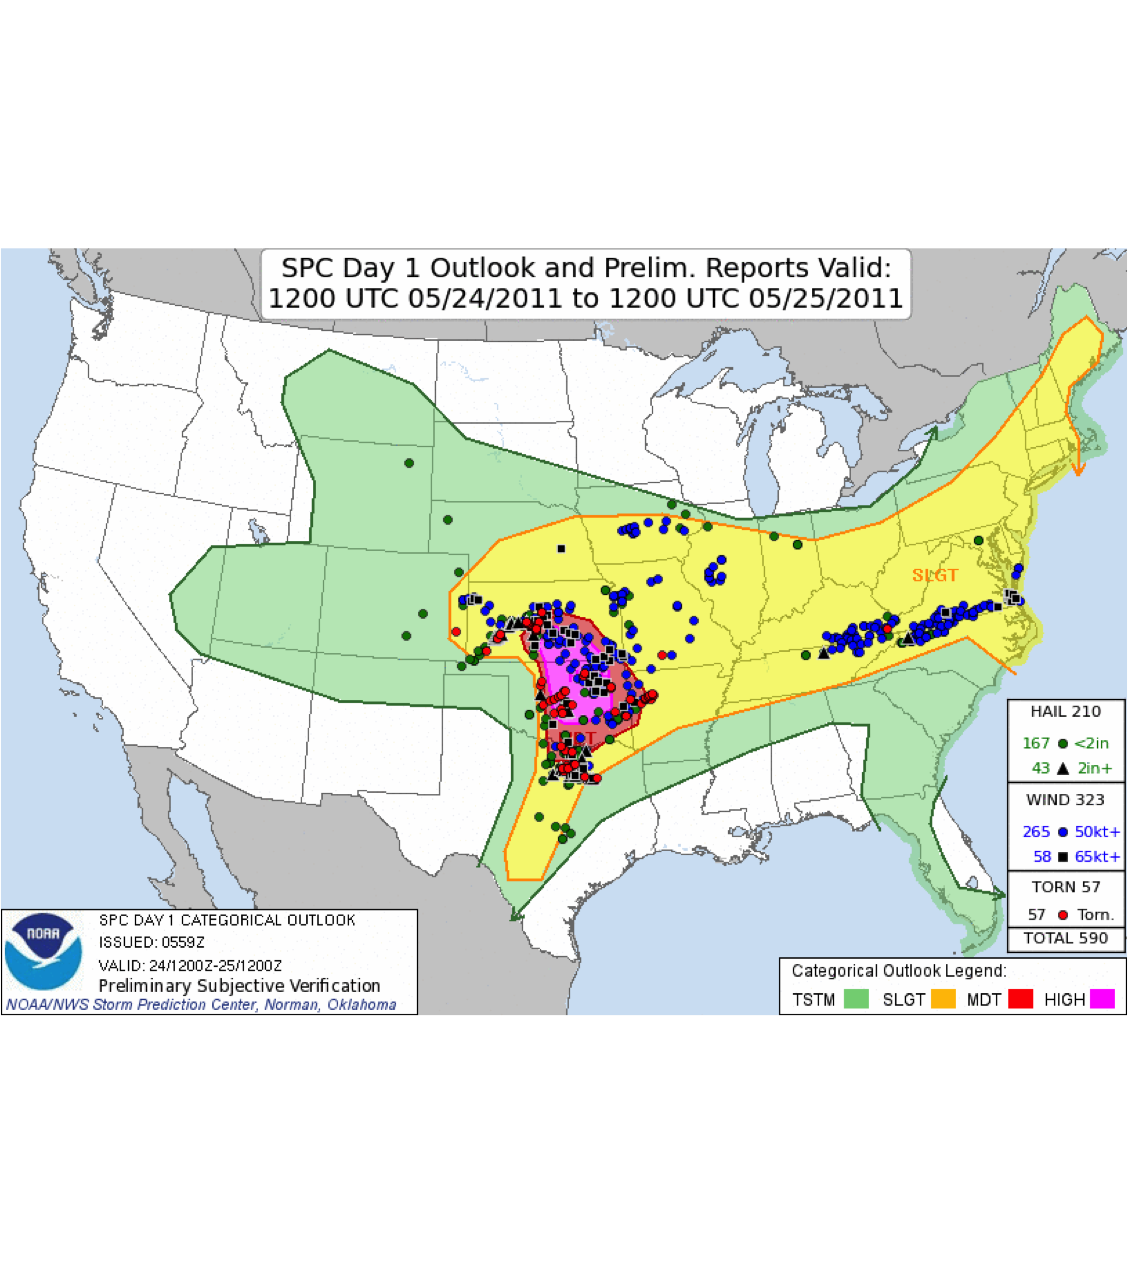 SPC Day 1 Outlook and Prelim. Reports Valid:
1200 UTC 05/24/2011 to 1200 UTC 05/25/2011
SLGT
HAIL 210
167 <2in
43 2in+
WIND 323
265 50kt+
58 65kt+
TORN 57
57 Torn.
TOTAL 590
NOAA
SPC DAY 1 CATEGORICAL OUTLOOK
ISSUED: 0559Z
VALID: 24/1200Z-25/1200Z
Preliminary Subjective Verification
NOAA/NWS Storm Prediction Center, Norman, Oklahoma
Categorical Outlook Legend:
TSTM SLGT MDT HIGH